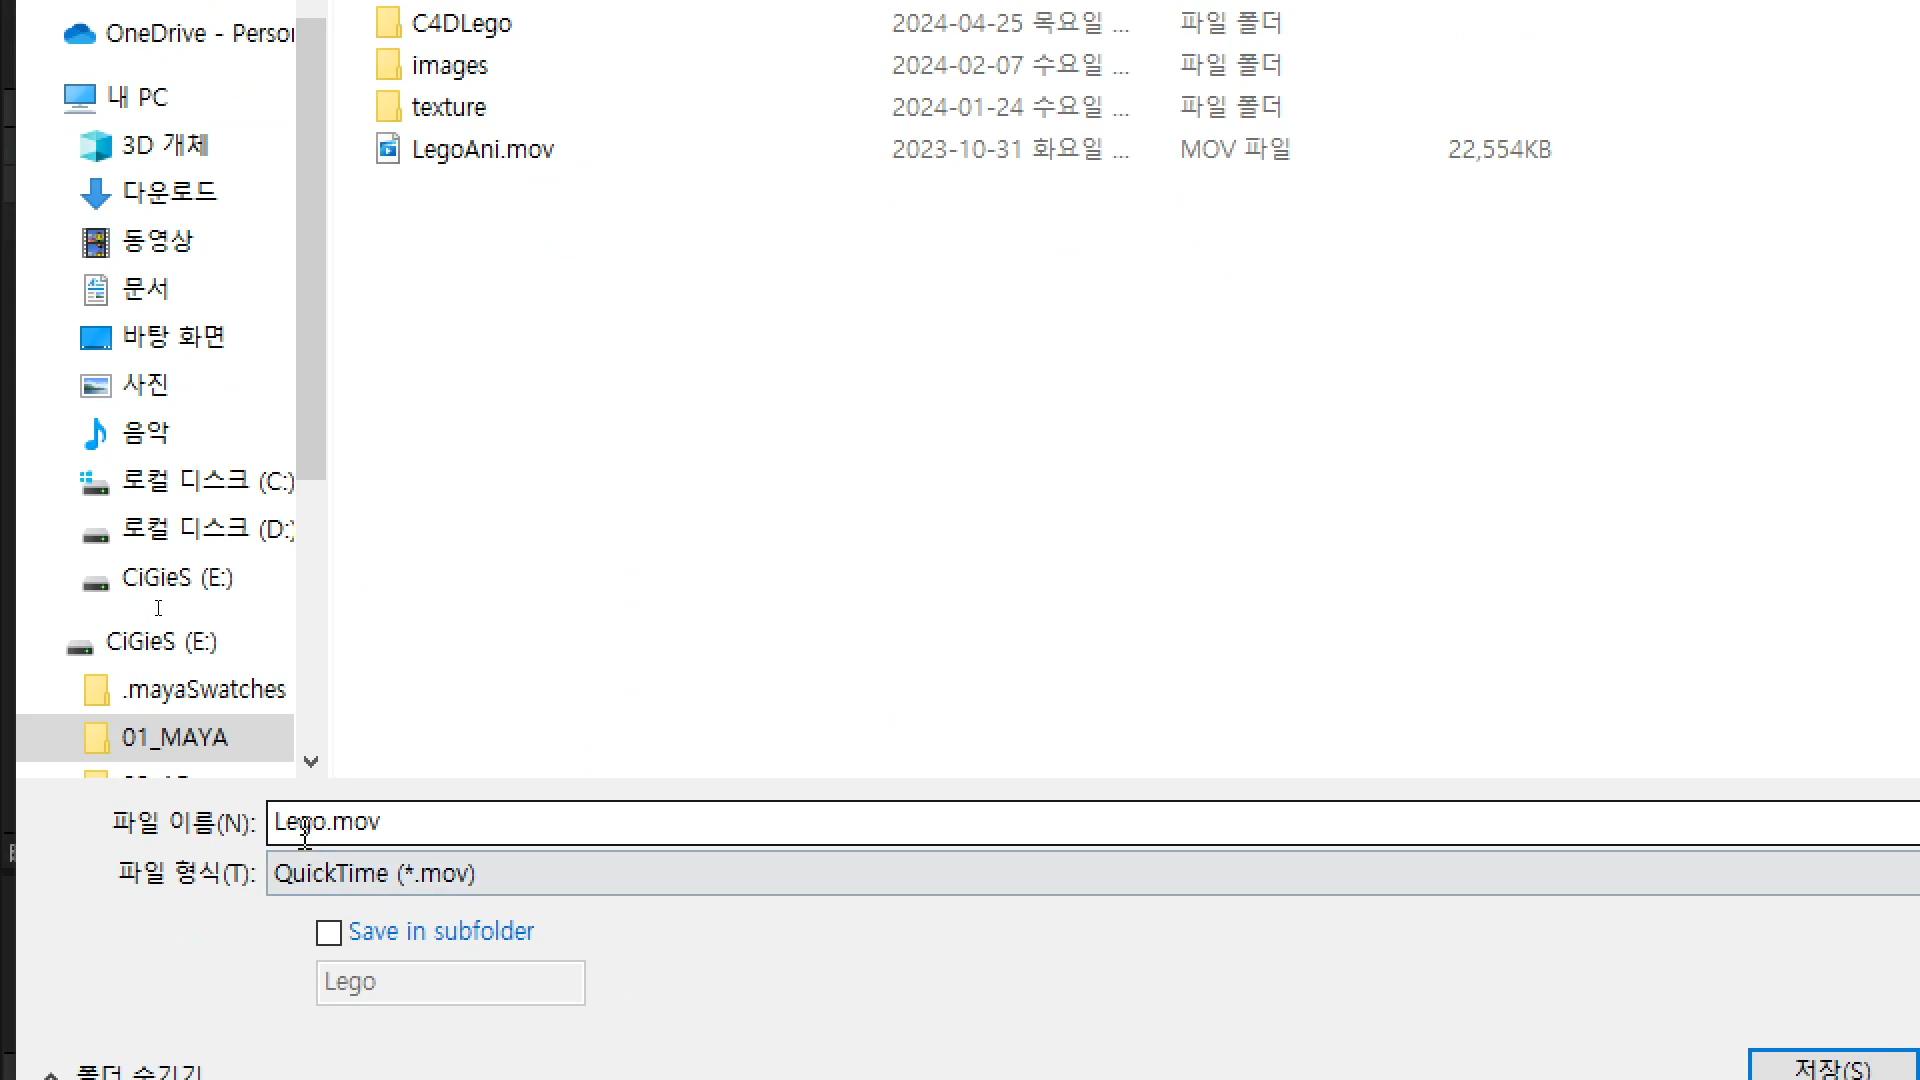 OneDrive - Person
내 PC
3D 개체
다운로드
동영상
문서
바탕 화면
사진
음악
로컬 디스크 (C:)
로컬 디스크 (D:)
CiGieS (E:)
CiGieS (E:)
.mayaSwatches
01_MAYA
C4DLego 2024-04-25 목요일 ... 파일 폴더
images 2024-02-07 수요일 ... 파일 폴더
texture 2024-01-24 수요일 ... 파일 폴더
LegoAni.mov 2023-10-31 화요일 ... MOV 파일 22,554KB
파일 이름(N): Lego.mov
파일 형식(T): QuickTime (*.mov)
Save in subfolder
Lego
폴더 숨기기
저장(S)